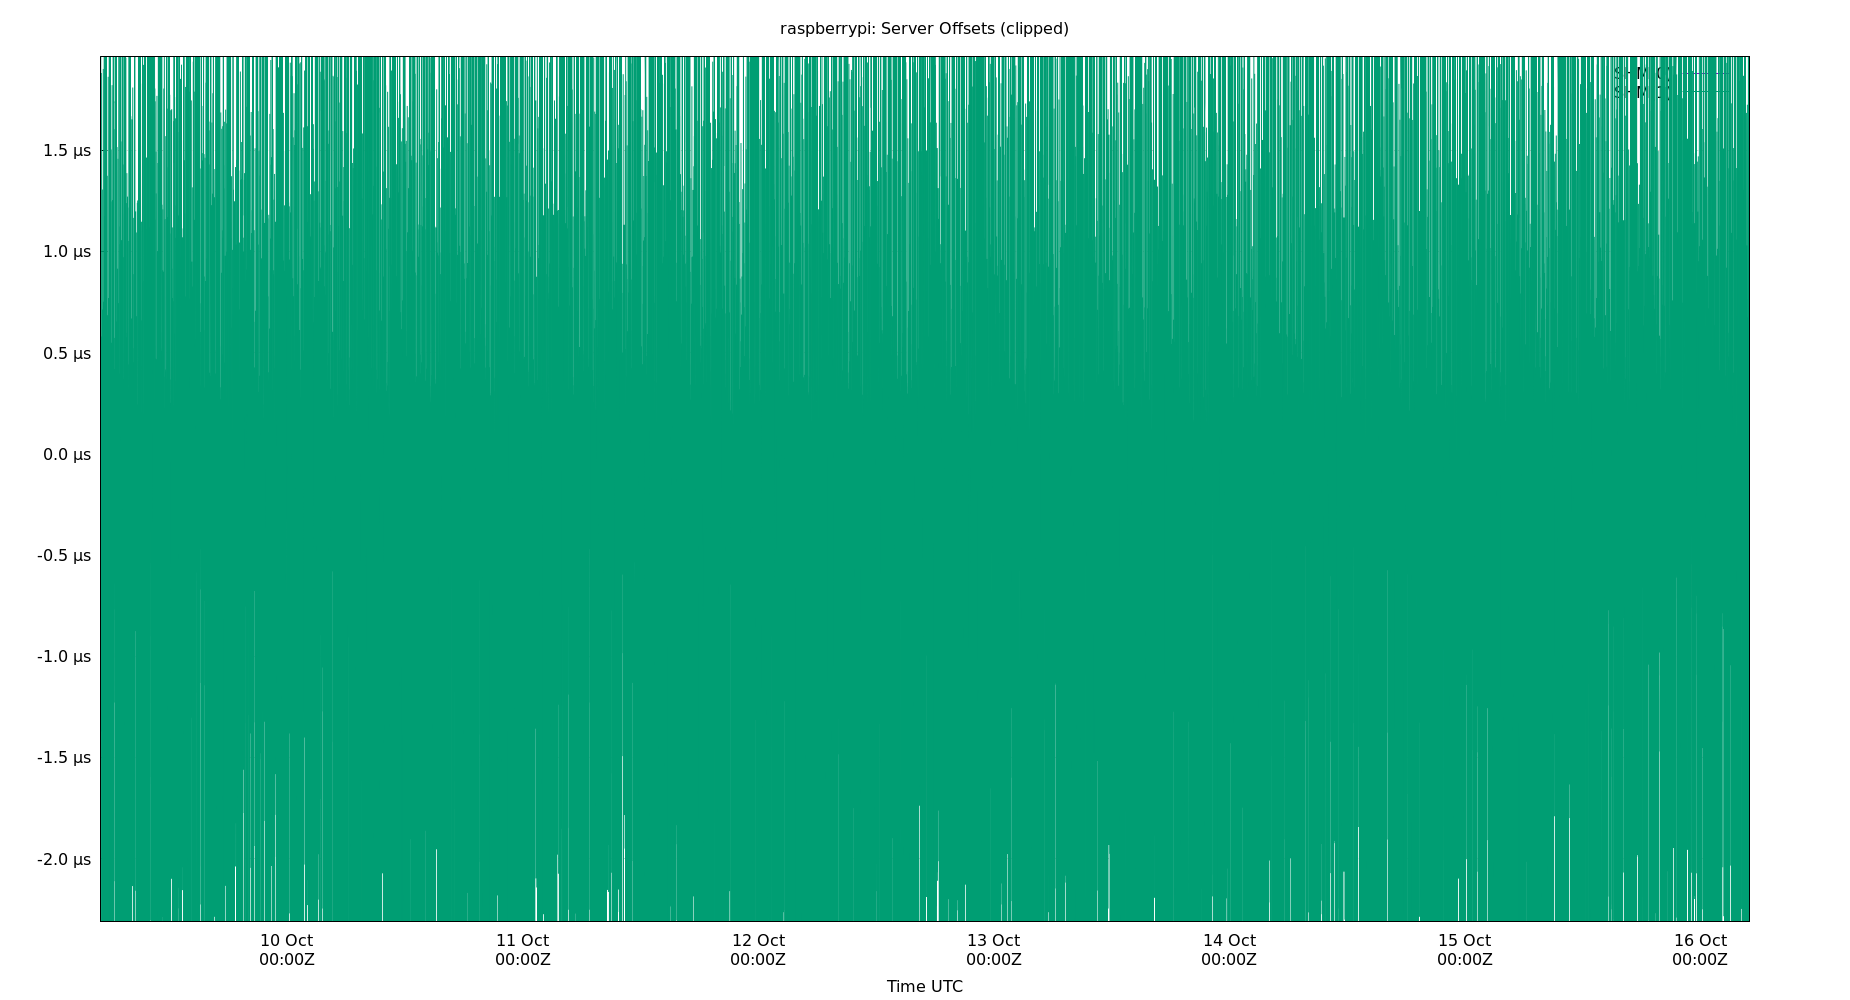 raspberrypi: Server Offsets (clipped)
1.5 µs
1.0 µs
0.5 µs
0.0 µs
-0.5 µs
-1.0 µs
-1.5 µs
-2.0 µs
10 Oct 11 Oct 12 Oct 13 Oct 14 Oct 15 Oct 16 Oct
00:00Z 00:00Z 00:00Z 00:00Z 00:00Z 00:00Z 00:00Z
Time UTC